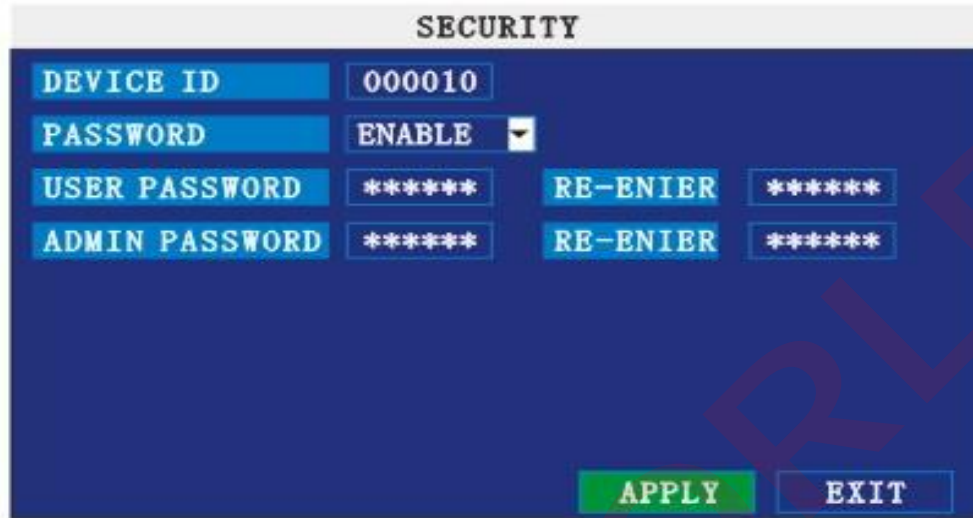 SECURITY
DEVICE ID 000010
PASSWORD ENABLE
USER PASSWORD ****** RE-ENIER ******
ADMIN PASSWORD ****** RE-ENIER ******
APPLY EXIT